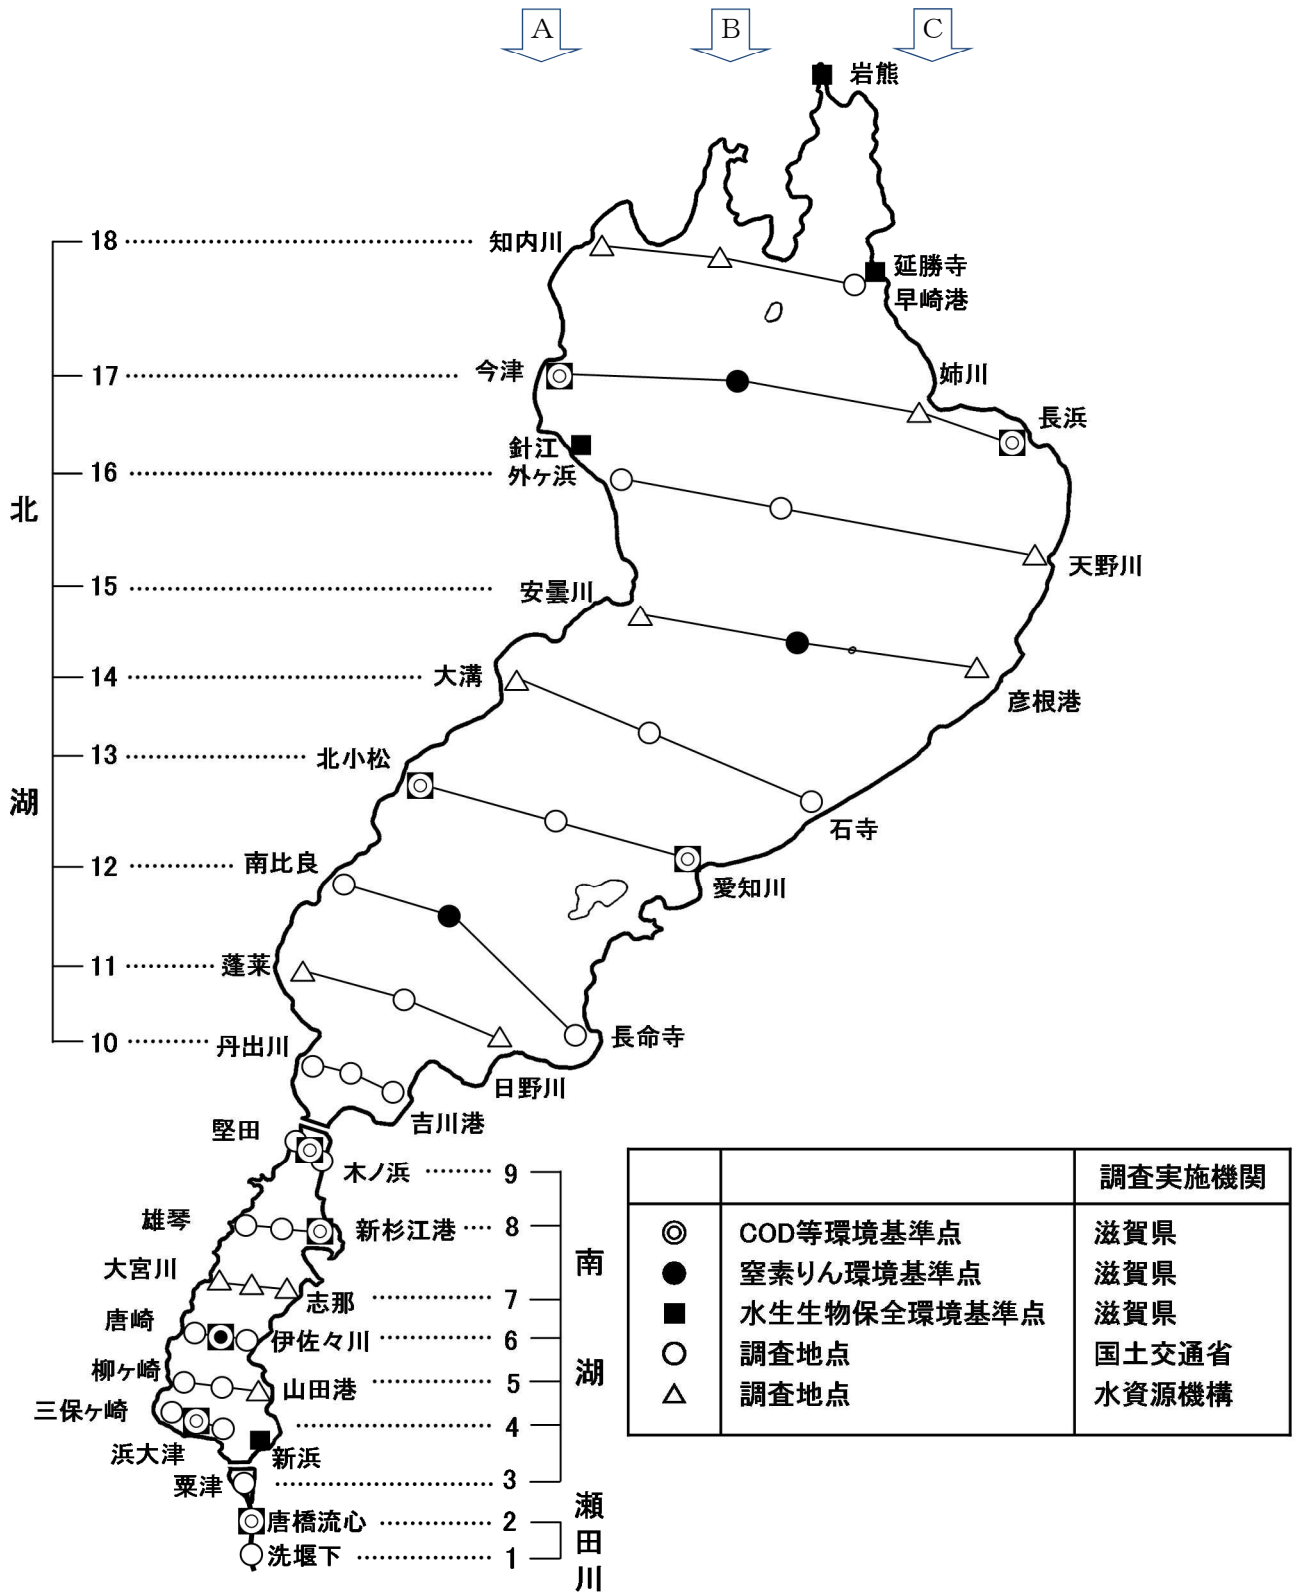 A
B
C
岩熊
18
知内川
延勝寺
早崎港
17
今津
姉川
長浜
針江
16
外ヶ浜
北
天野川
15
安曇川
14
大溝
彦根港
13
北小松
湖
石寺
12
南比良
愛知川
11
蓬莱
10
丹出川
長命寺
日野川
吉川港
堅田
木ノ浜
9
雄琴
新杉江港
8
南
大宮川
志那
7
唐崎
伊佐々川
6
柳ヶ崎
山田港
5
湖
三保ヶ崎
4
浜大津
新浜
粟津
3
瀬田川
唐橋流心
2
洗堰下
1
調査実施機関
COD等環境基準点 滋賀県
窒素りん環境基準点 滋賀県
水生生物保全環境基準点 滋賀県
調査地点 国土交通省
調査地点 水資源機構